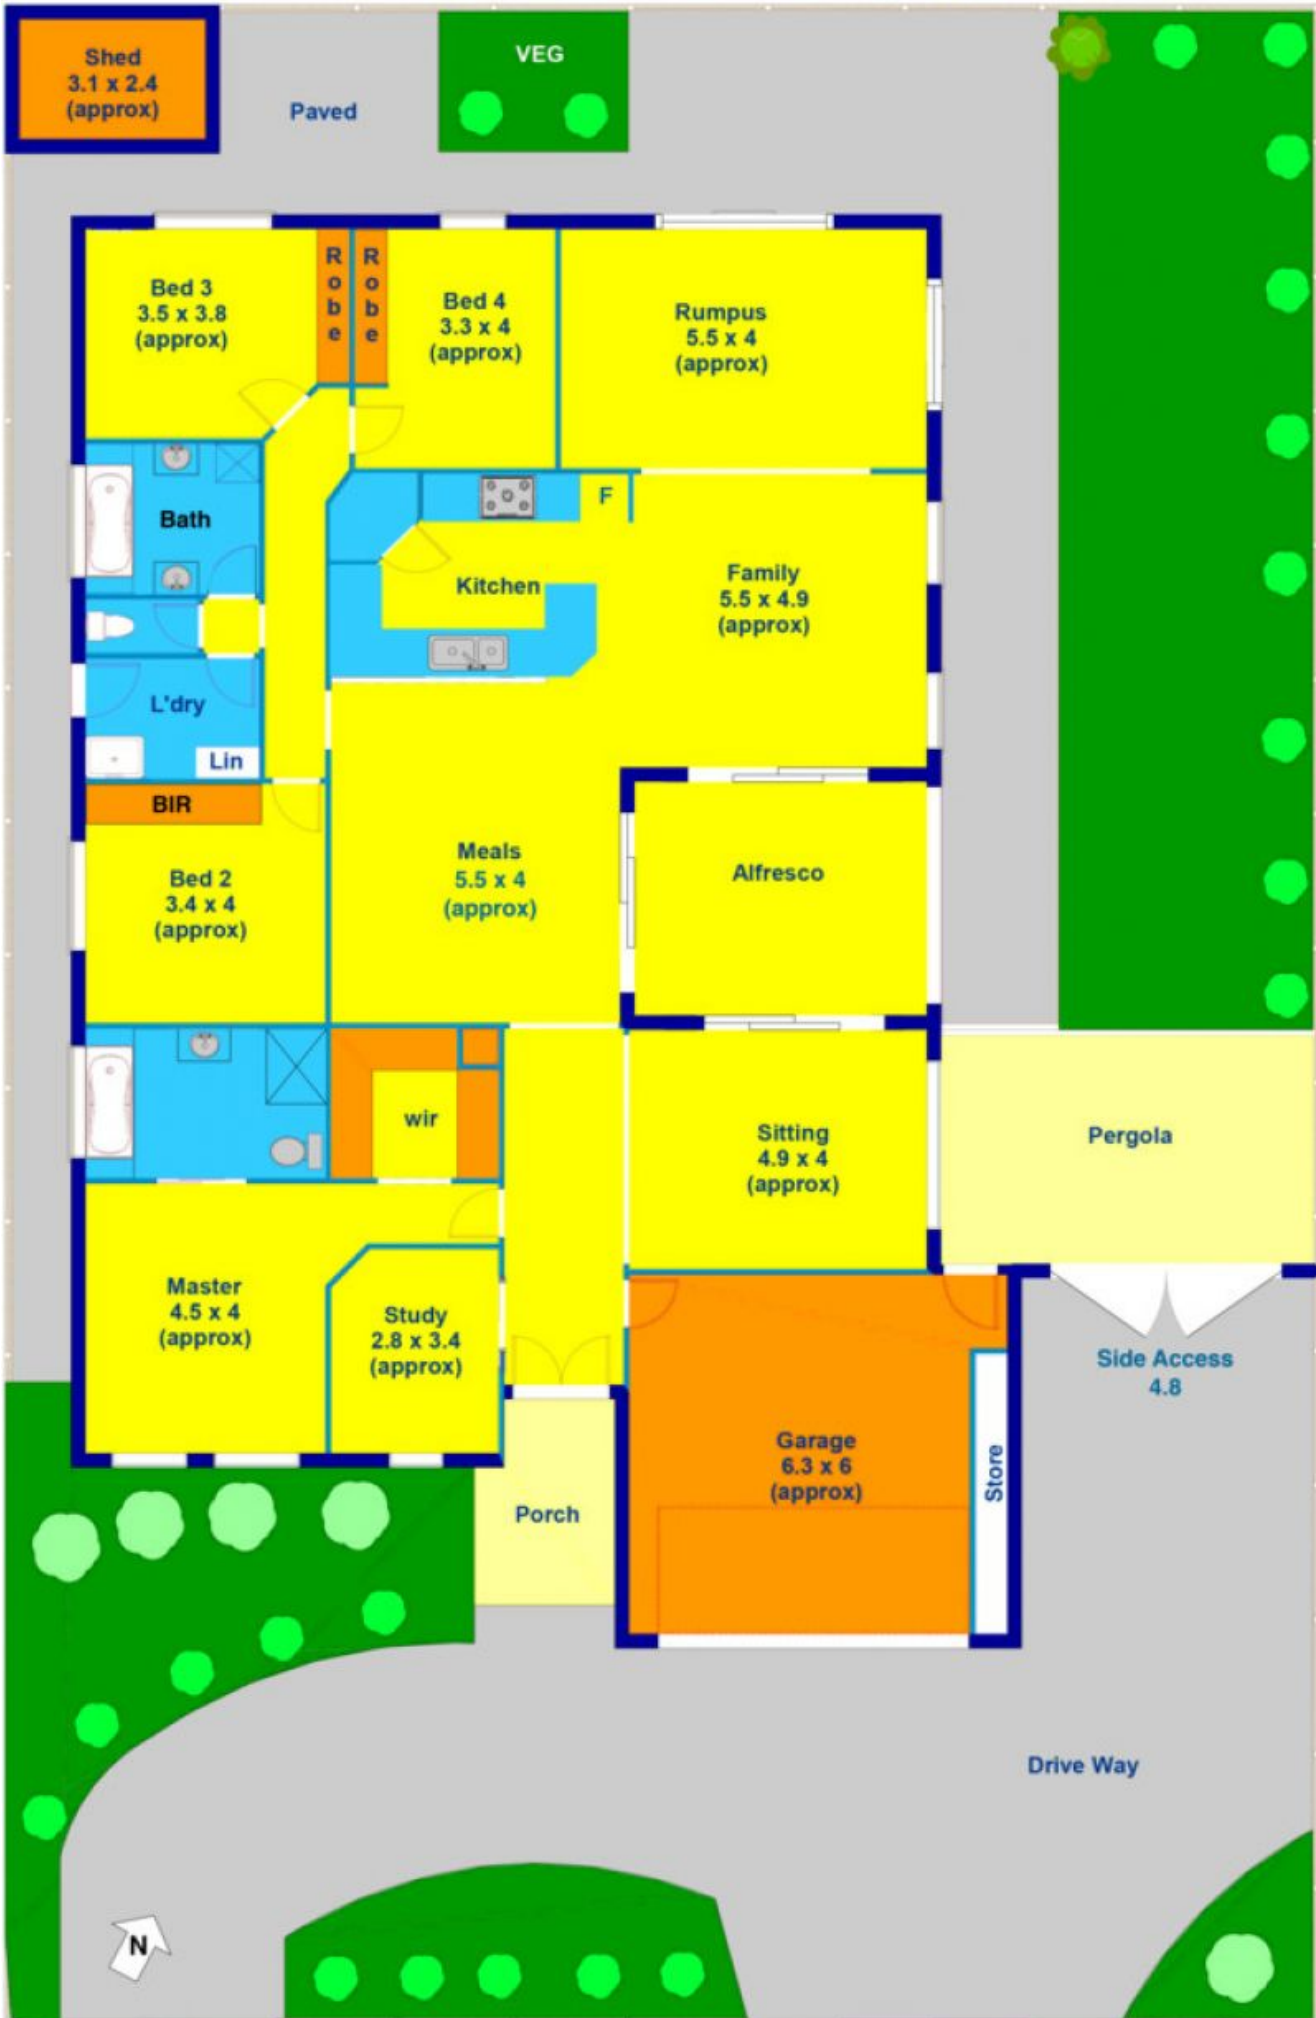 Shed
3.1 x 2.4
(approx)
Paved
VEG
Bed 3
3.5 x 3.8
(approx)
Robe
Robe
Bed 4
3.3 x 4
(approx)
Rumpus
5.5 x 4
(approx)
Bath
F
Kitchen
Family
5.5 x 4.9
(approx)
L'dry
Lin
BIR
Bed 2
3.4 x 4
(approx)
Meals
5.5 x 4
(approx)
Alfresco
wir
Sitting
4.9 x 4
(approx)
Pergola
Master
4.5 x 4
(approx)
Study
2.8 x 3.4
(approx)
Side Access
4.8
Garage
6.3 x 6
(approx)
Store
Porch
Drive Way
N